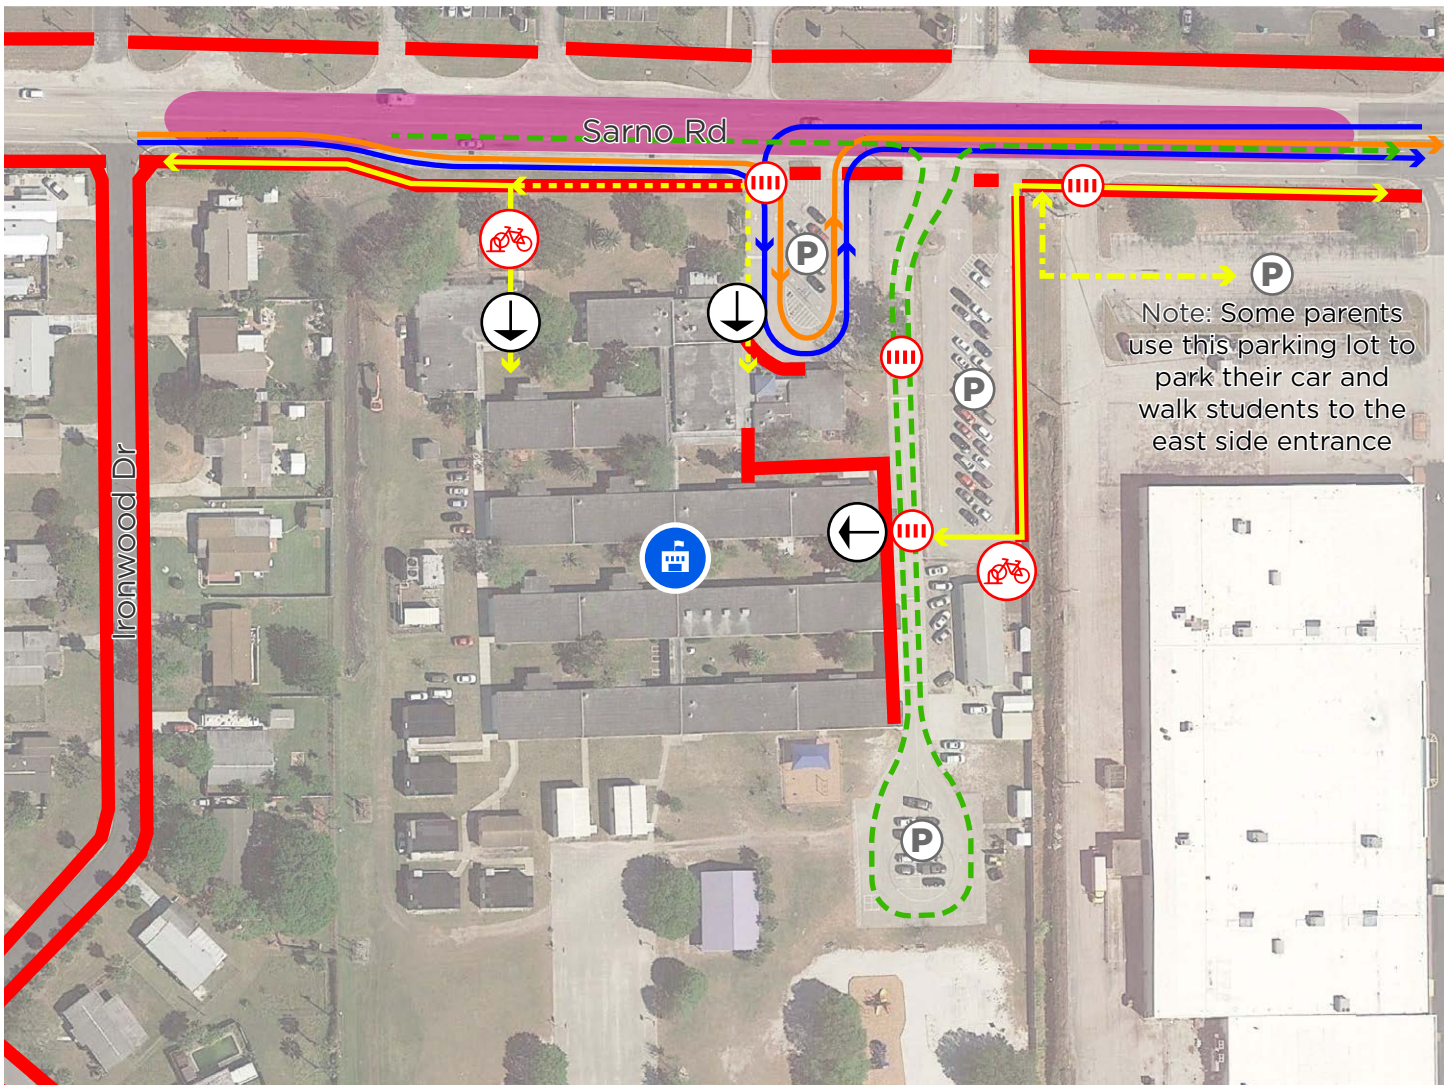 Sarno Rd
P
P
Note: Some parents
use this parking lot to
park their car and
walk students to the
east side entrance
P
Ironwood Dr
P